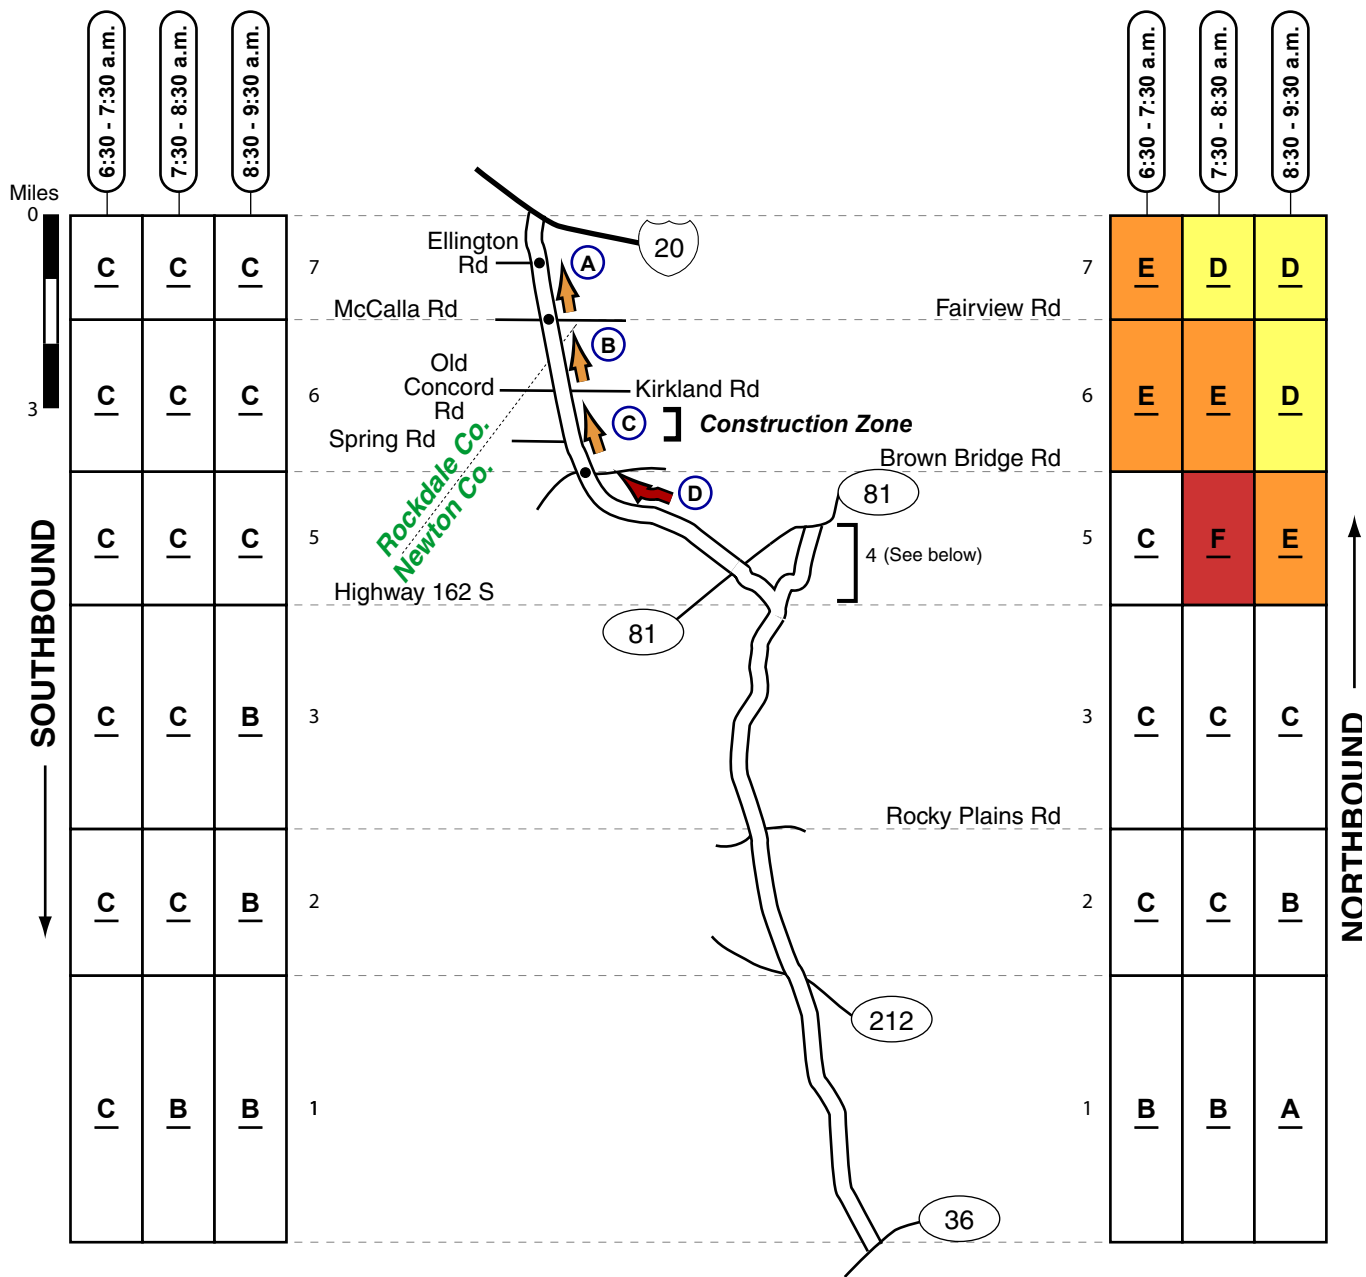 6:30 - 7:30 a.m.
7:30 - 8:30 a.m.
8:30 - 9:30 a.m.
6:30 - 7:30 a.m.
7:30 - 8:30 a.m.
8:30 - 9:30 a.m.
Miles
0
3
SOUTHBOUND
NORTHBOUND
C C C 7
Ellington
Rd
20
A
7 E D D
McCalla Rd
Fairview Rd
B
C C C 6
Old
Concord
Rd
Kirkland Rd
6 E E D
C
Construction Zone
Spring Rd
Brown Bridge Rd
Rockdale Co.
Newton Co.
D
81
C C C 5
4 (See below)
5 C F E
Highway 162 S
81
C C B 3
3 C C C
Rocky Plains Rd
C C B 2
2 C C B
212
C B B 1
1 B B A
36